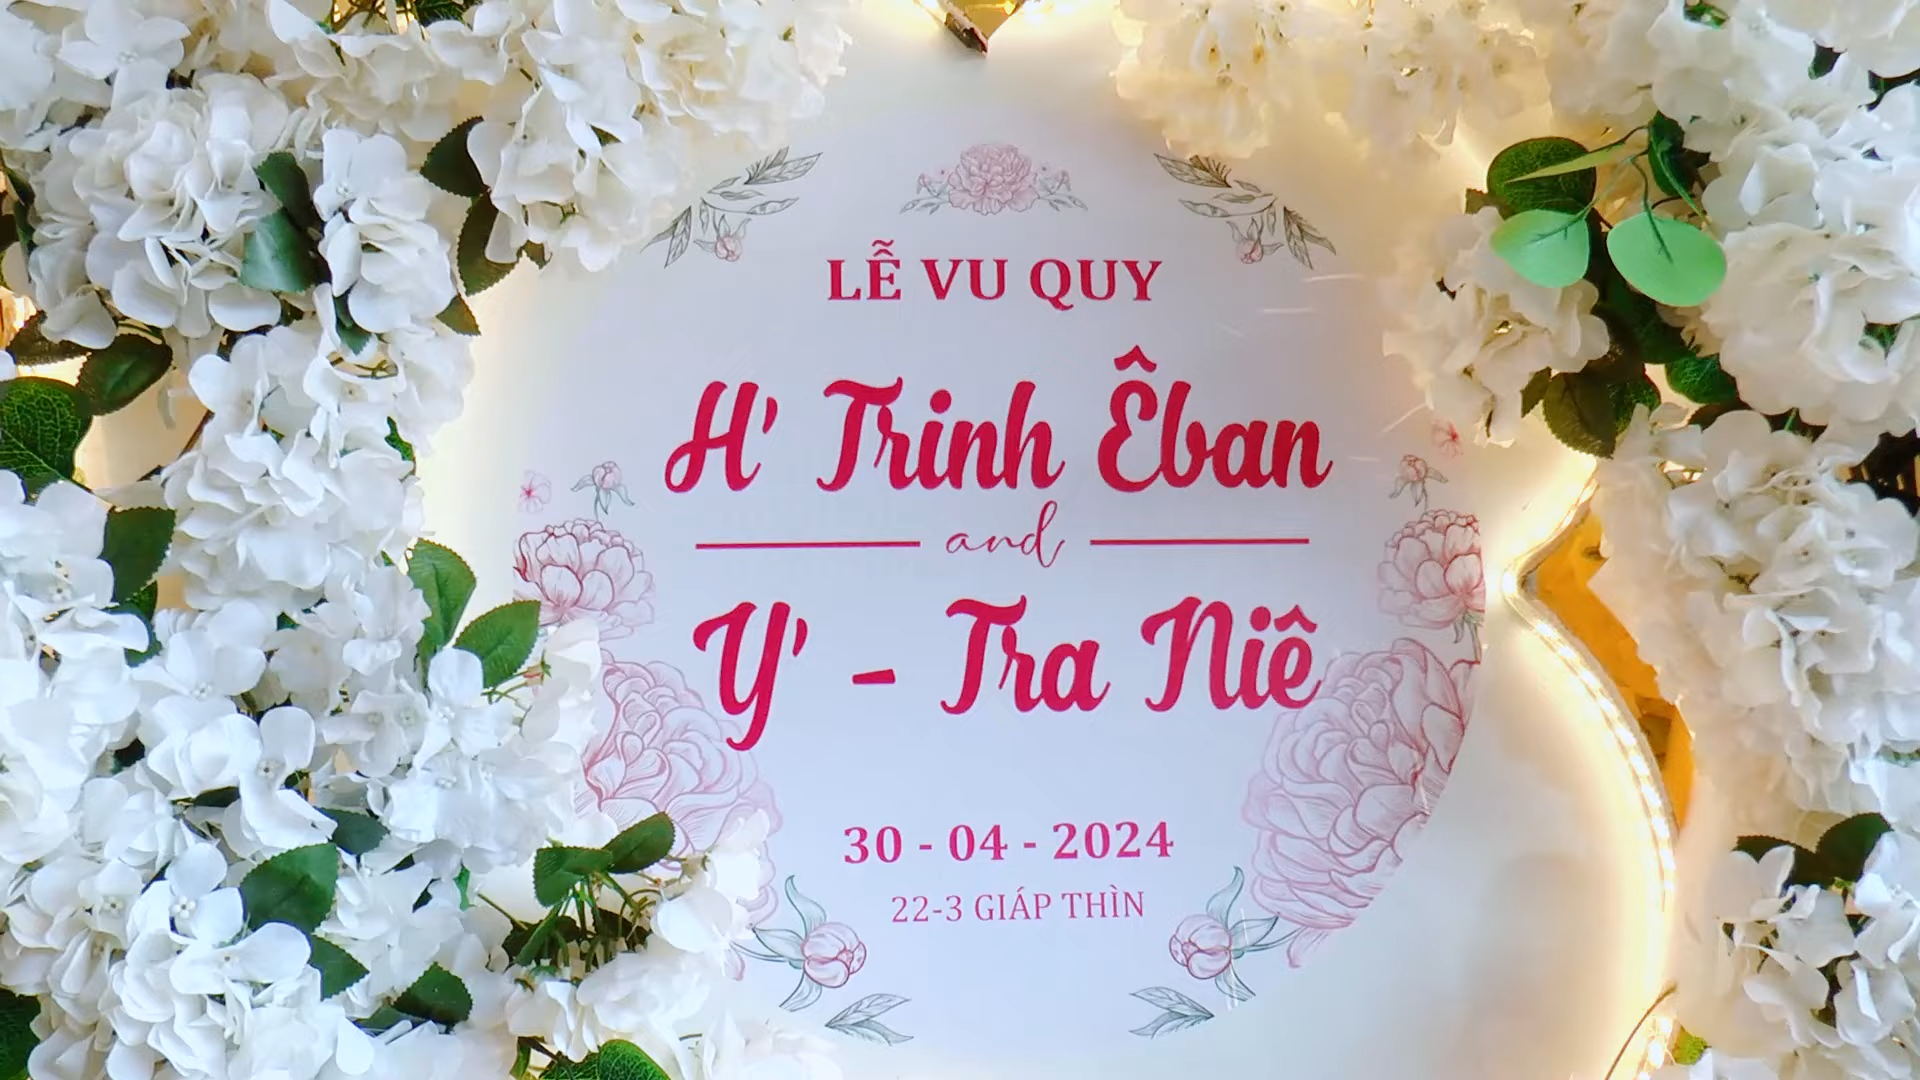 LỄ VU QUY
H' Trinh Êban
and
Y' - Tra Niê
30 - 04 - 2024
22-3 GIÁP THÌN